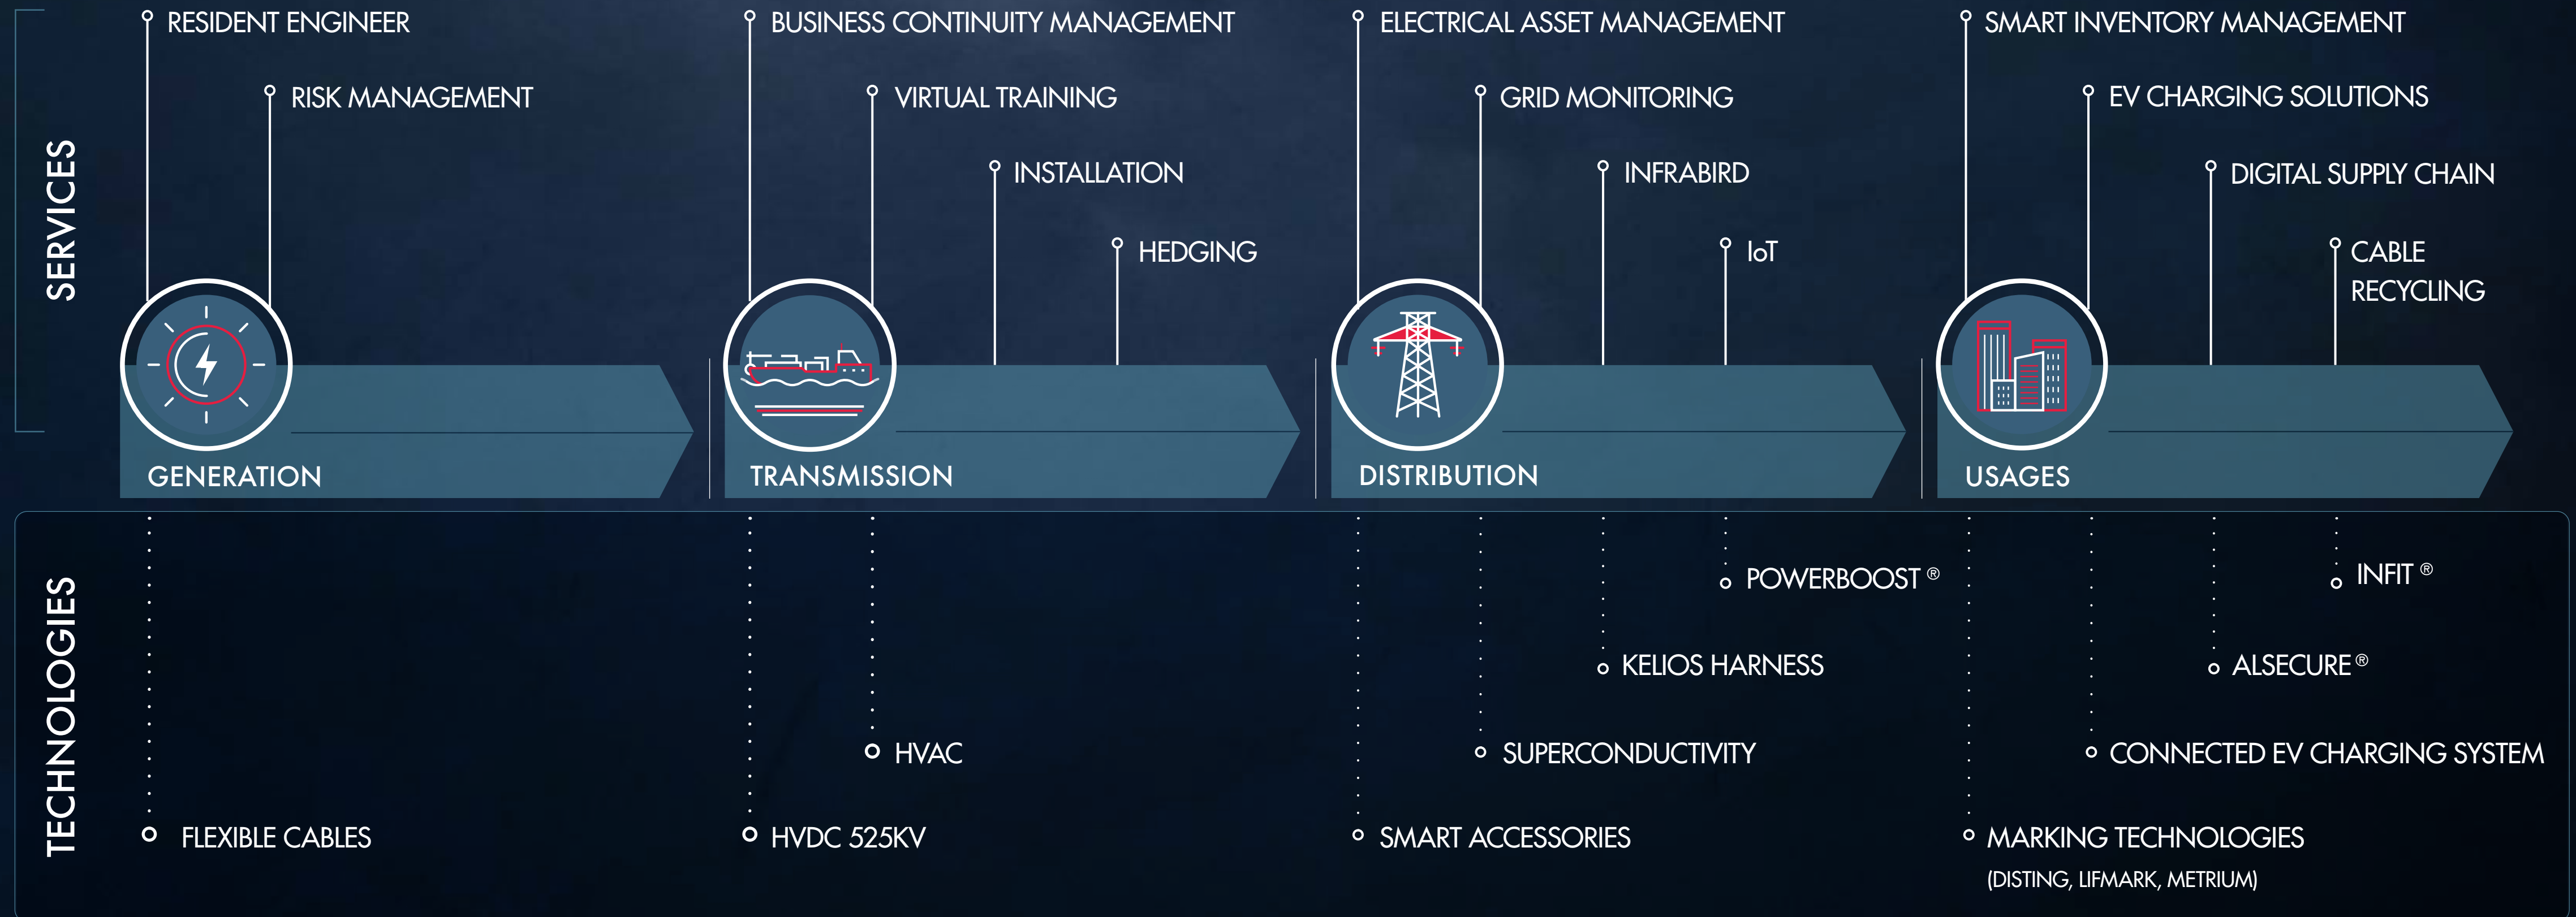 SERVICES
RESIDENT ENGINEER
RISK MANAGEMENT
GENERATION
BUSINESS CONTINUITY MANAGEMENT
VIRTUAL TRAINING
INSTALLATION
HEDGING
TRANSMISSION
ELECTRICAL ASSET MANAGEMENT
GRID MONITORING
INFRABIRD
IoT
DISTRIBUTION
SMART INVENTORY MANAGEMENT
EV CHARGING SOLUTIONS
DIGITAL SUPPLY CHAIN
CABLE
RECYCLING
USAGES
TECHNOLOGIES
FLEXIBLE CABLES
HVAC
HVDC 525KV
POWERBOOST ®
KELIOS HARNESS
SUPERCONDUCTIVITY
SMART ACCESSORIES
INFIT ®
ALSECURE ®
CONNECTED EV CHARGING SYSTEM
MARKING TECHNOLOGIES
(DISTING, LIFMARK, METRIUM)